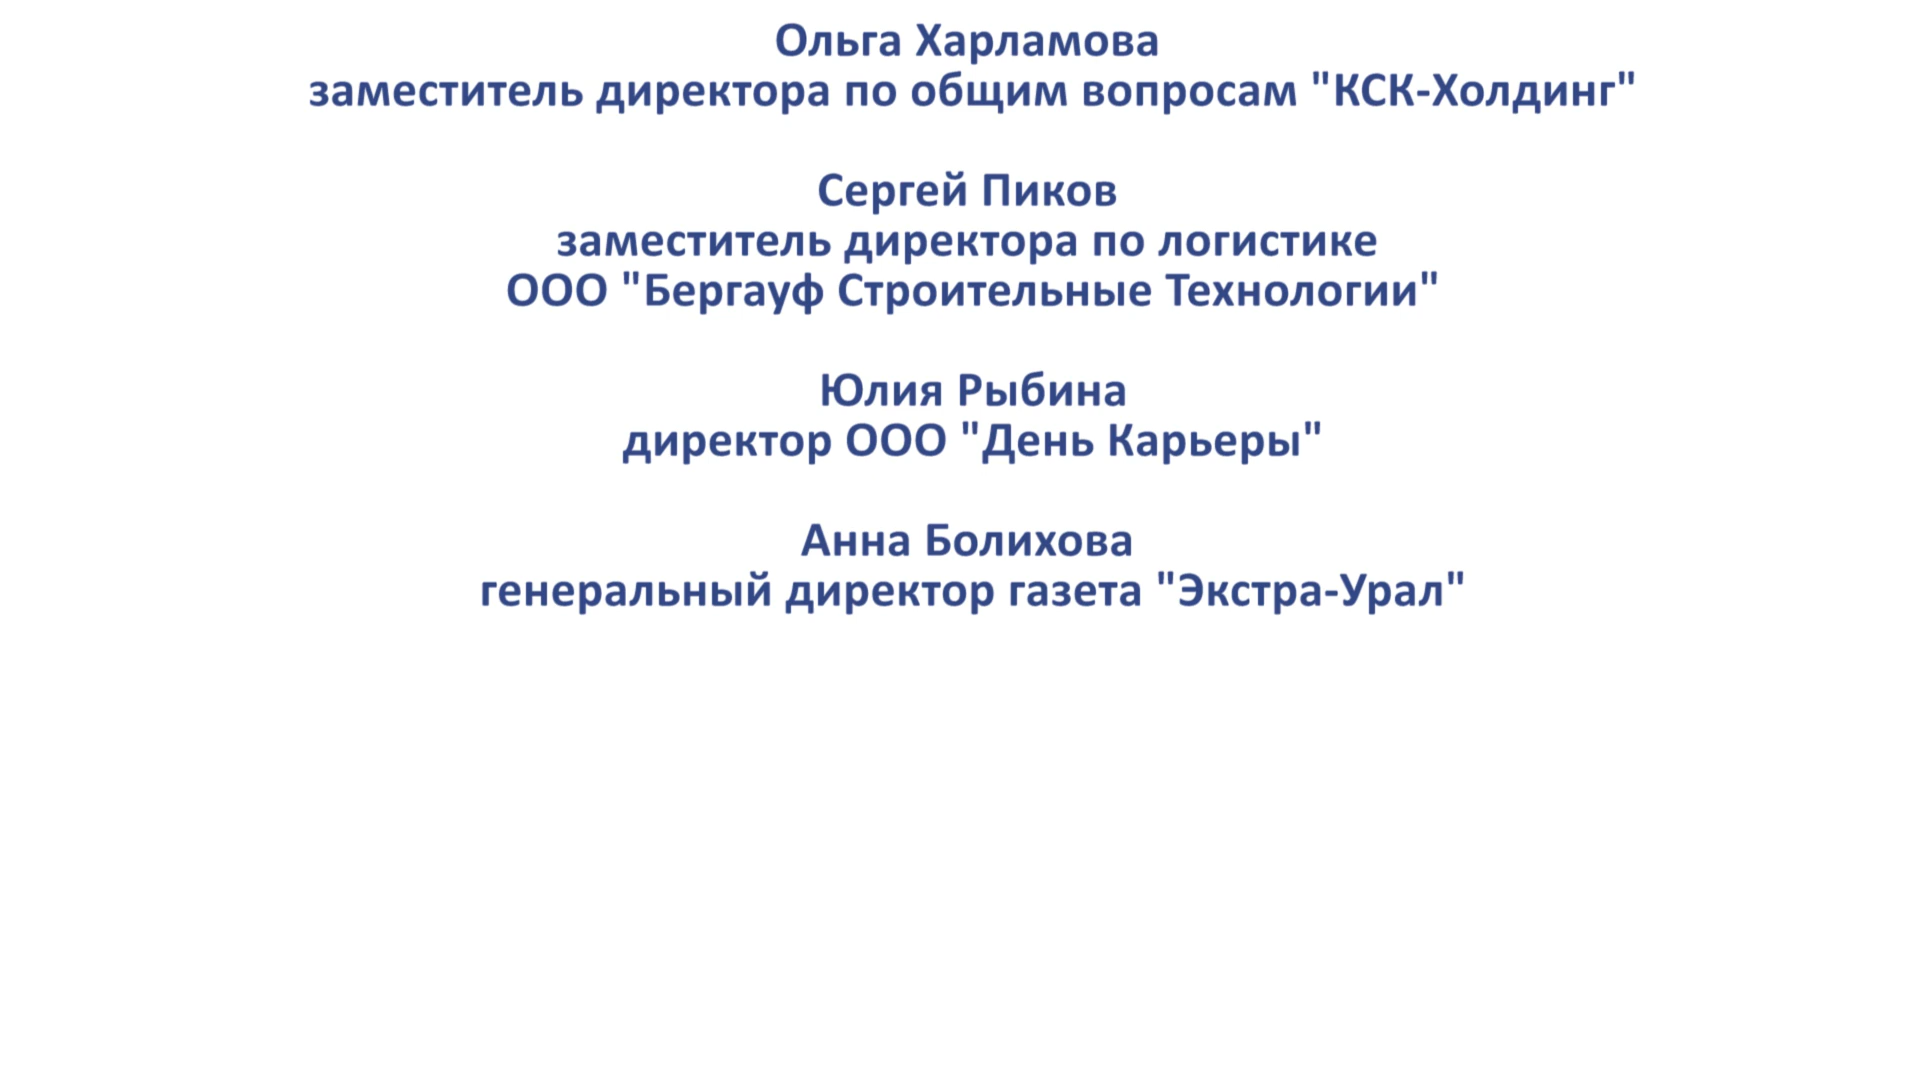 Ольга Харламова
заместитель директора по общим вопросам "КСК-Холдинг"
Сергей Пиков
заместитель директора по логистике
ООО "Бергауф Строительные Технологии"
Юлия Рыбина
директор ООО "День Карьеры"
Анна Болихова
генеральный директор газета "Экстра-Урал"